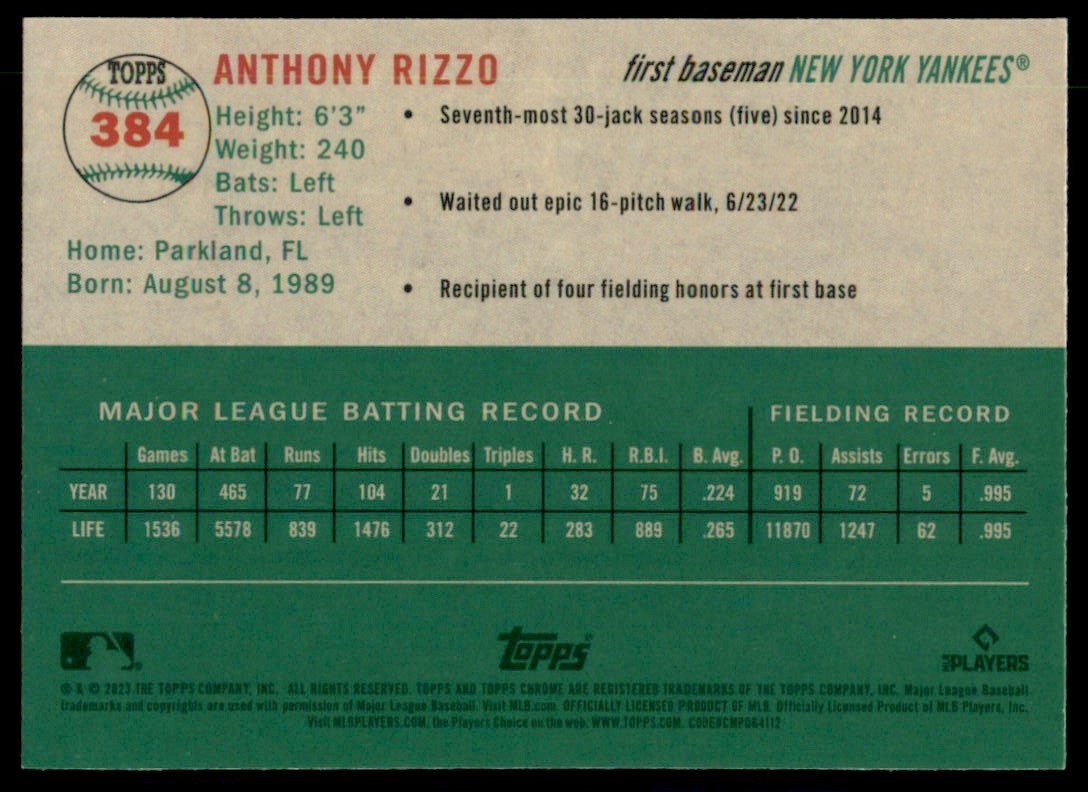 TOPPS
384
ANTHONY RIZZO
first baseman NEW YORK YANKEES®
Height: 6'3"
Weight: 240
Bats: Left
Throws: Left
Home: Parkland, FL
Born: August 8, 1989
• Seventh-most 30-jack seasons (five) since 2014
• Waited out epic 16-pitch walk, 6/23/22
• Recipient of four fielding honors at first base
MAJOR LEAGUE BATTING RECORD FIELDING RECORD
Games At Bat Runs Hits Doubles Triples H. R. R.B.I. B. Avg. P. O. Assists Errors F. Avg.
YEAR 130 465 77 104 21 1 32 75 .224 919 72 5 .995
LIFE 1536 5578 839 1476 312 22 283 889 .265 11870 1247 62 .995
topps®
PLAYERS
® & © 2023 THE TOPPS COMPANY, INC. ALL RIGHTS RESERVED. TOPPS AND TOPPS CHROME ARE REGISTERED TRADEMARKS OF THE TOPPS COMPANY, INC. Major League Baseball
trademarks and copyrights are used with permission of Major League Baseball. Visit MLB.com. OFFICIALLY LICENSED PRODUCT OF MLB Players, Inc.
Visit MLBPLAYERS.COM, the Players Choice on the web. WWW.TOPPS.COM. CODE#CMP064112